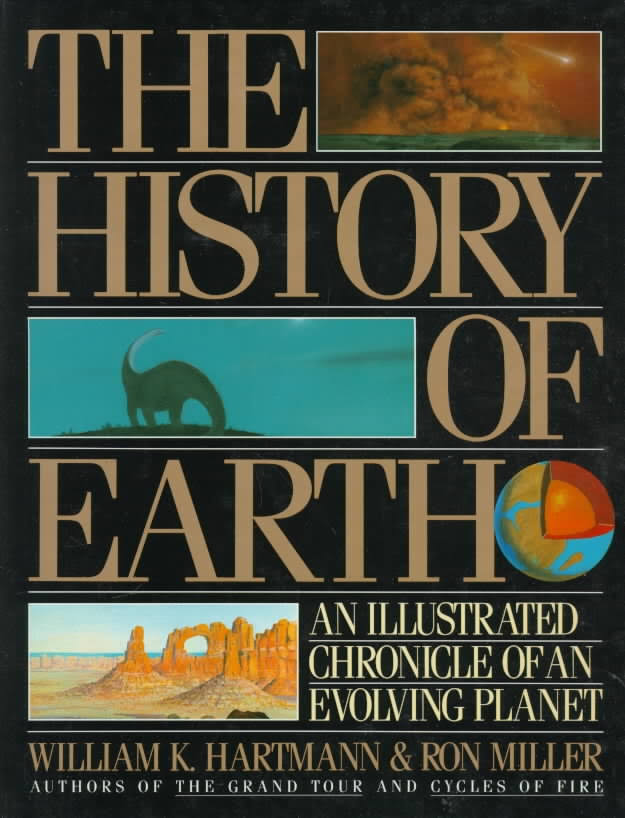 THE
HISTORY
OF
EARTH
AN ILLUSTRATED
CHRONICLE OF AN
EVOLVING PLANET
WILLIAM K. HARTMANN & RON MILLER
AUTHORS OF THE GRAND TOUR AND CYCLES OF FIRE